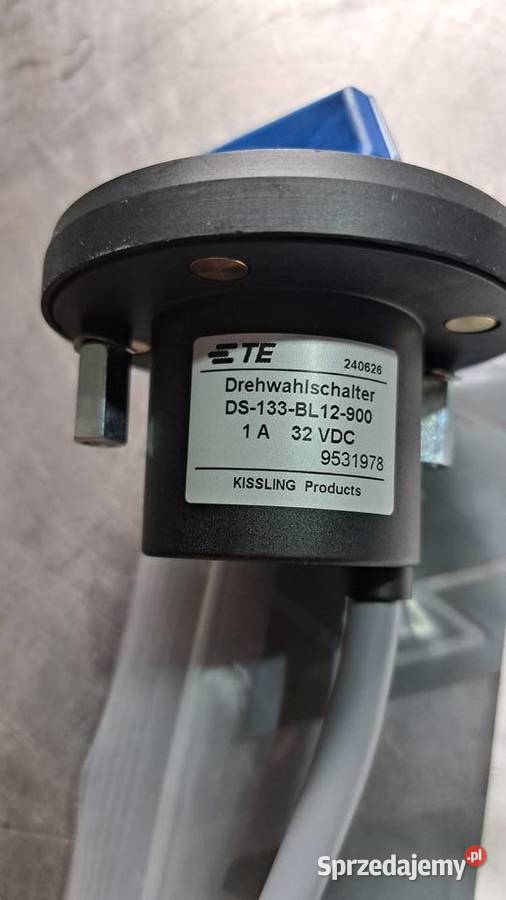 TE
240626
Drehwahlschalter
DS-133-BL12-900
1 A 32 VDC
9531978
KISSLING Products
Sprzedajemy.pl